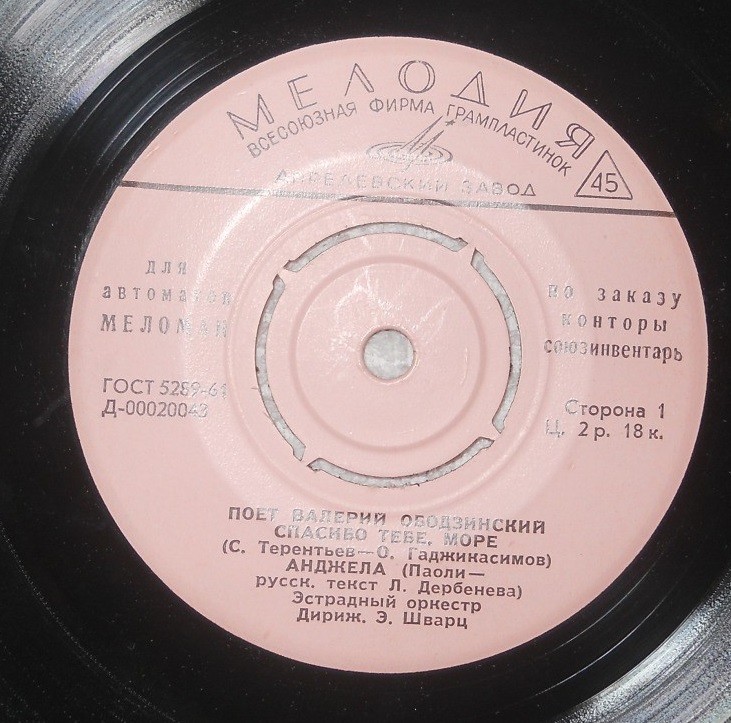 МЕЛОДИЯ
ВСЕСОЮЗНАЯ ФИРМА ГРАМПЛАСТИНОК
АПРЕЛЕВСКИЙ ЗАВОД
45
для
автоматов
МЕЛОМАН
по заказу
конторы
союзинвентарь
ГОСТ 5289-61
Д-00020043
Сторона 1
Ц. 2 р. 18 к.
ПОЕТ ВАЛЕРИЙ ОБОДЗИНСКИЙ
СПАСИБО ТЕБЕ, МОРЕ
(С. Терентьев—О. Гаджикасимов)
АНДЖЕЛА (Паоли—
русск. текст Л. Дербенева)
Эстрадный оркестр
Дириж. Э. Шварц